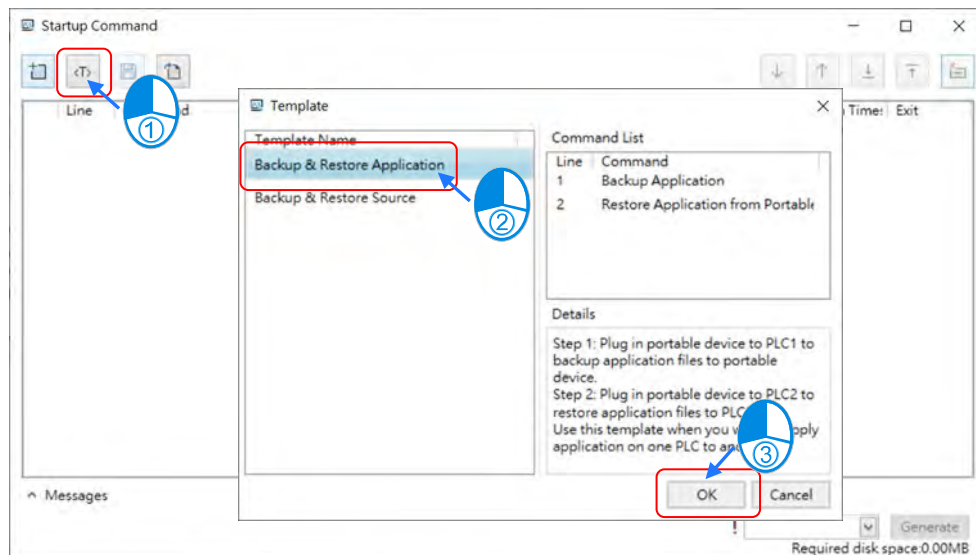 Startup Command
<T>
Line
d
Time:
Exit
①
Template
Template Name
Backup & Restore Application
Backup & Restore Source
②
Command List
Line Command
1 Backup Application
2 Restore Application from Portable
Details
Step 1: Plug in portable device to PLC1 to
backup application files to portable
device.
Step 2: Plug in portable device to PLC2 to
restore application files to PLC
Use this template when you w pply
application on one PLC to an
③
OK
Cancel
^ Messages
!
Generate
Required disk space:0.00MB